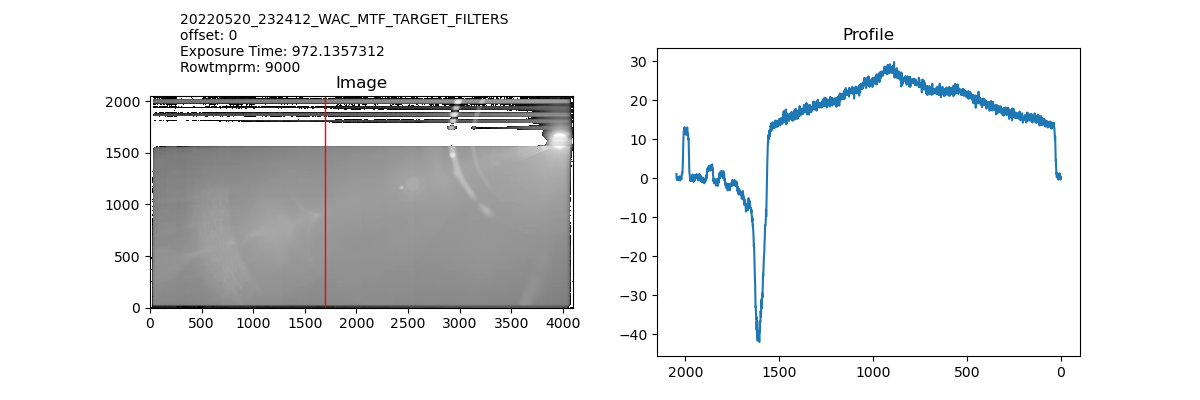 20220520_232412_WAC_MTF_TARGET_FILTERS
offset: 0
Exposure Time: 972.1357312
Rowtmprm: 9000
Image
2000
1500
1000
500
0
0 500 1000 1500 2000 2500 3000 3500 4000
Profile
30
20
10
0
−10
−20
−30
−40
2000 1500 1000 500 0